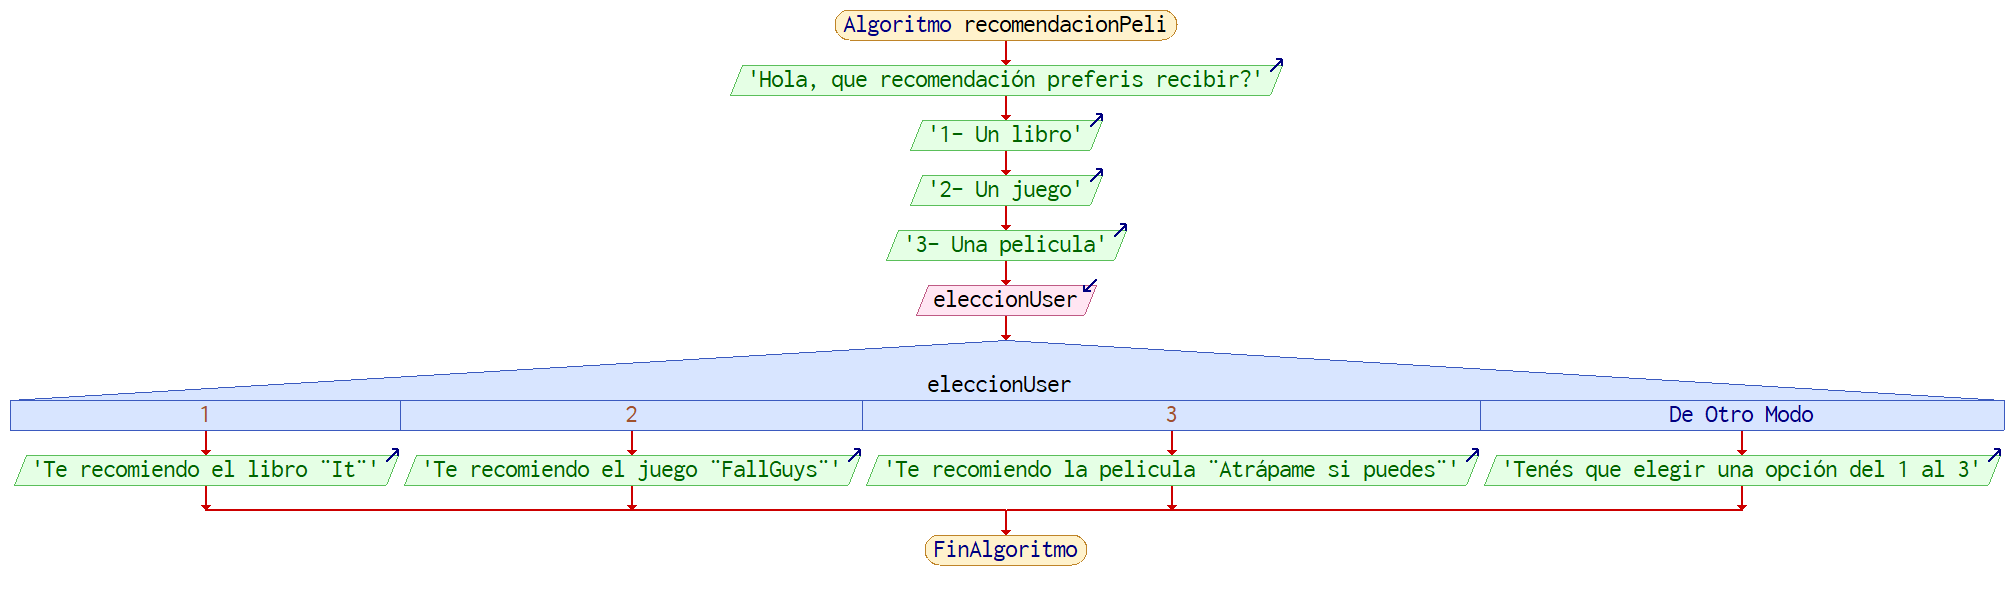 Algoritmo recomendacionPeli
'Hola, que recomendación preferis recibir?'
'1- Un libro'
'2- Un juego'
'3- Una pelicula'
eleccionUser
eleccionUser
1
2
3
De Otro Modo
'Te recomiendo el libro ¨It¨'
'Te recomiendo el juego ¨FallGuys¨'
'Te recomiendo la pelicula ¨Atrápame si puedes¨'
'Tenés que elegir una opción del 1 al 3'
FinAlgoritmo